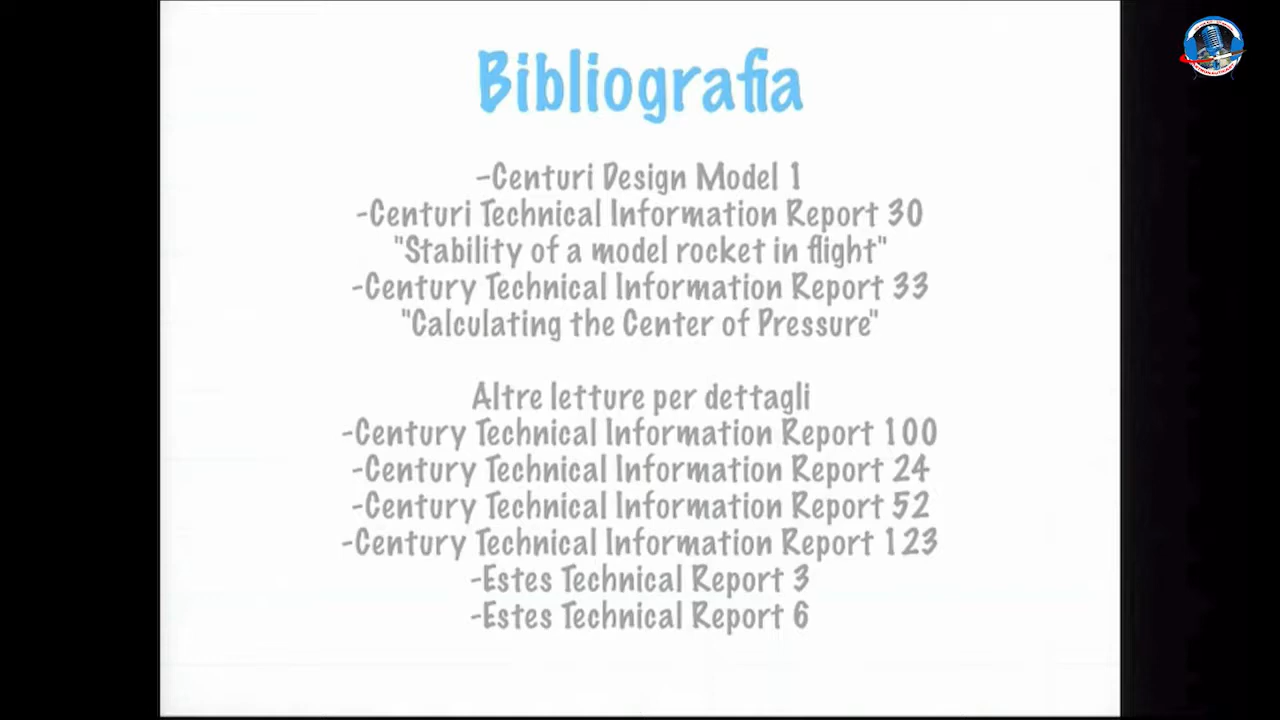 Bibliografia
-Centuri Design Model 1
-Centuri Technical Information Report 30
"Stability of a model rocket in flight"
-Century Technical Information Report 33
"Calculating the Center of Pressure"
Altre letture per dettagli
-Century Technical Information Report 100
-Century Technical Information Report 24
-Century Technical Information Report 52
-Century Technical Information Report 123
-Estes Technical Report 3
-Estes Technical Report 6